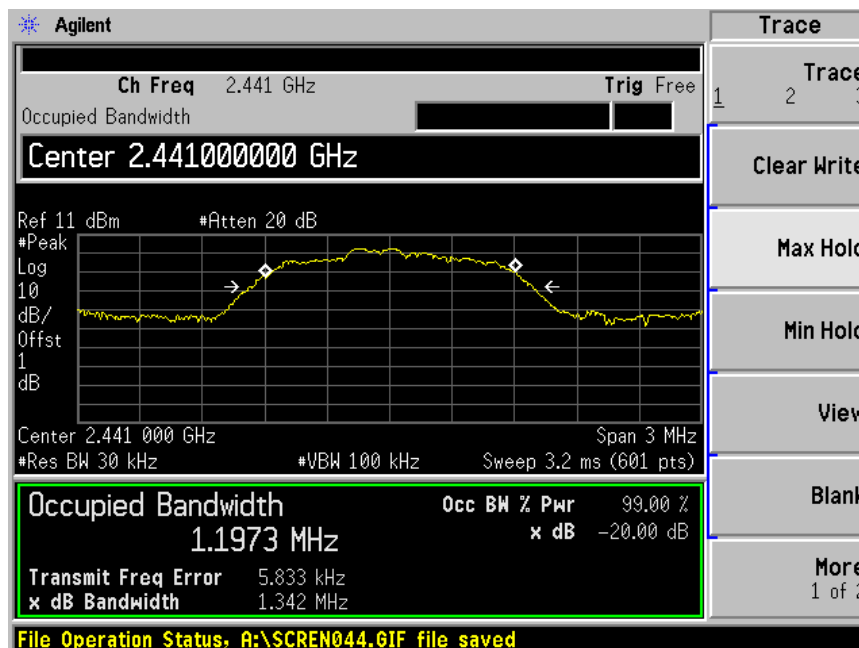 Agilent
Trace
Ch Freq 2.441 GHz Trig Free
Occupied Bandwidth
Center 2.441000000 GHz
Ref 11 dBm #Atten 20 dB
#Peak
Log
10
dB/
Offst
1
dB
Center 2.441 000 GHz Span 3 MHz
#Res BW 30 kHz #VBW 100 kHz Sweep 3.2 ms (601 pts)
Occupied Bandwidth
1.1973 MHz
Occ BW % Pwr 99.00 %
x dB -20.00 dB
Transmit Freq Error 5.833 kHz
x dB Bandwidth 1.342 MHz
File Operation Status, A:\SCREN044.GIF file saved
Trace
1 2
Clear Write
Max Hold
Min Hold
View
Blank
More
1 of 2